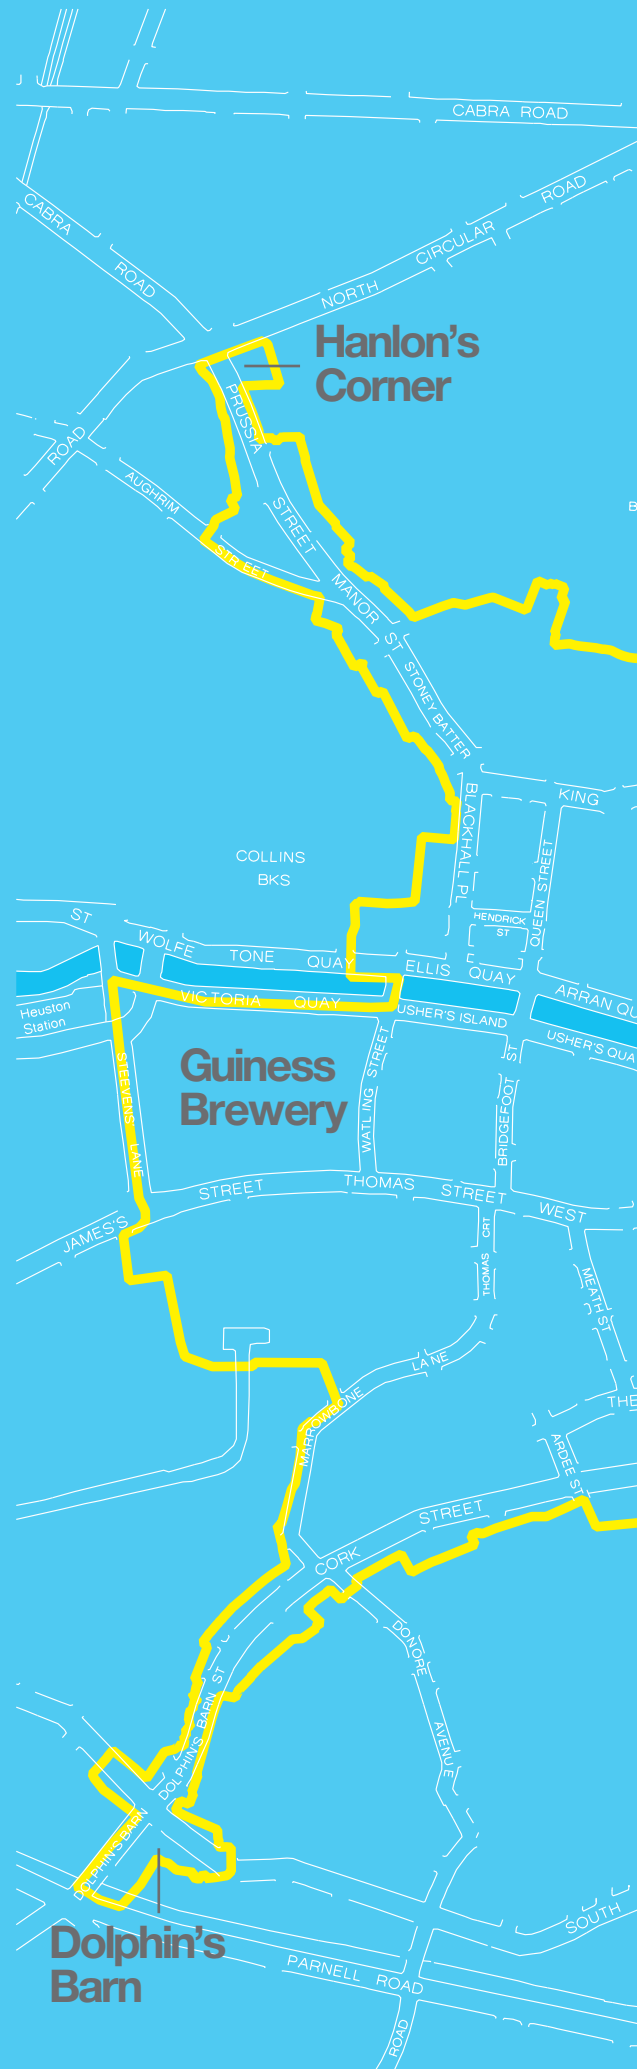 CABRA ROAD
CABRA ROAD
NORTH CIRCULAR ROAD
Hanlon's
Corner
PRUSSIA STREET
ROAD
AUGHRIM STREET
B
MANOR ST
STONEY BATTER
KING
BLACKHALL PL
QUEEN STREET
COLLINS
BKS
HENDRICK
ST
ST
WOLFE TONE QUAY
ELLIS QUAY
ARRAN QU
VICTORIA QUAY
USHER'S ISLAND
USHER'S QUA
Heuston
Station
Guiness
Brewery
STEEVENS LANE
WATLING STREET
BRIDGEFOOT ST
JAMES'S STREET
THOMAS STREET
WEST
THOMAS CRT
MEATH ST
MARROWBONE LANE
THE
ARDEE ST
CORK STREET
DONORE AVENUE
DOLPHIN'S BARN ST
DOLPHIN'S BARN
Dolphin's
Barn
SOUTH
PARNELL ROAD
ROAD